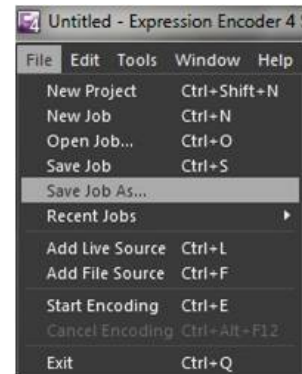 Untitled - Expression Encoder 4
File Edit Tools Window Help
New Project Ctrl+Shift+N
New Job Ctrl+N
Open Job... Ctrl+O
Save Job Ctrl+S
Save Job As...
Recent Jobs
Add Live Source Ctrl+L
Add File Source Ctrl+F
Start Encoding Ctrl+E
Cancel Encoding Ctrl+Alt+F12
Exit Ctrl+Q